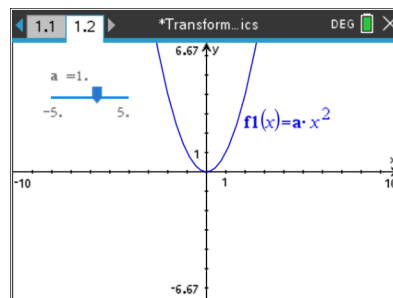 1.1 1.2 *Transform...ics DEG
6.67 y
a =1.
-5. 5.
f1(x)=a·x²
1
x
-10 1 10
-6.67